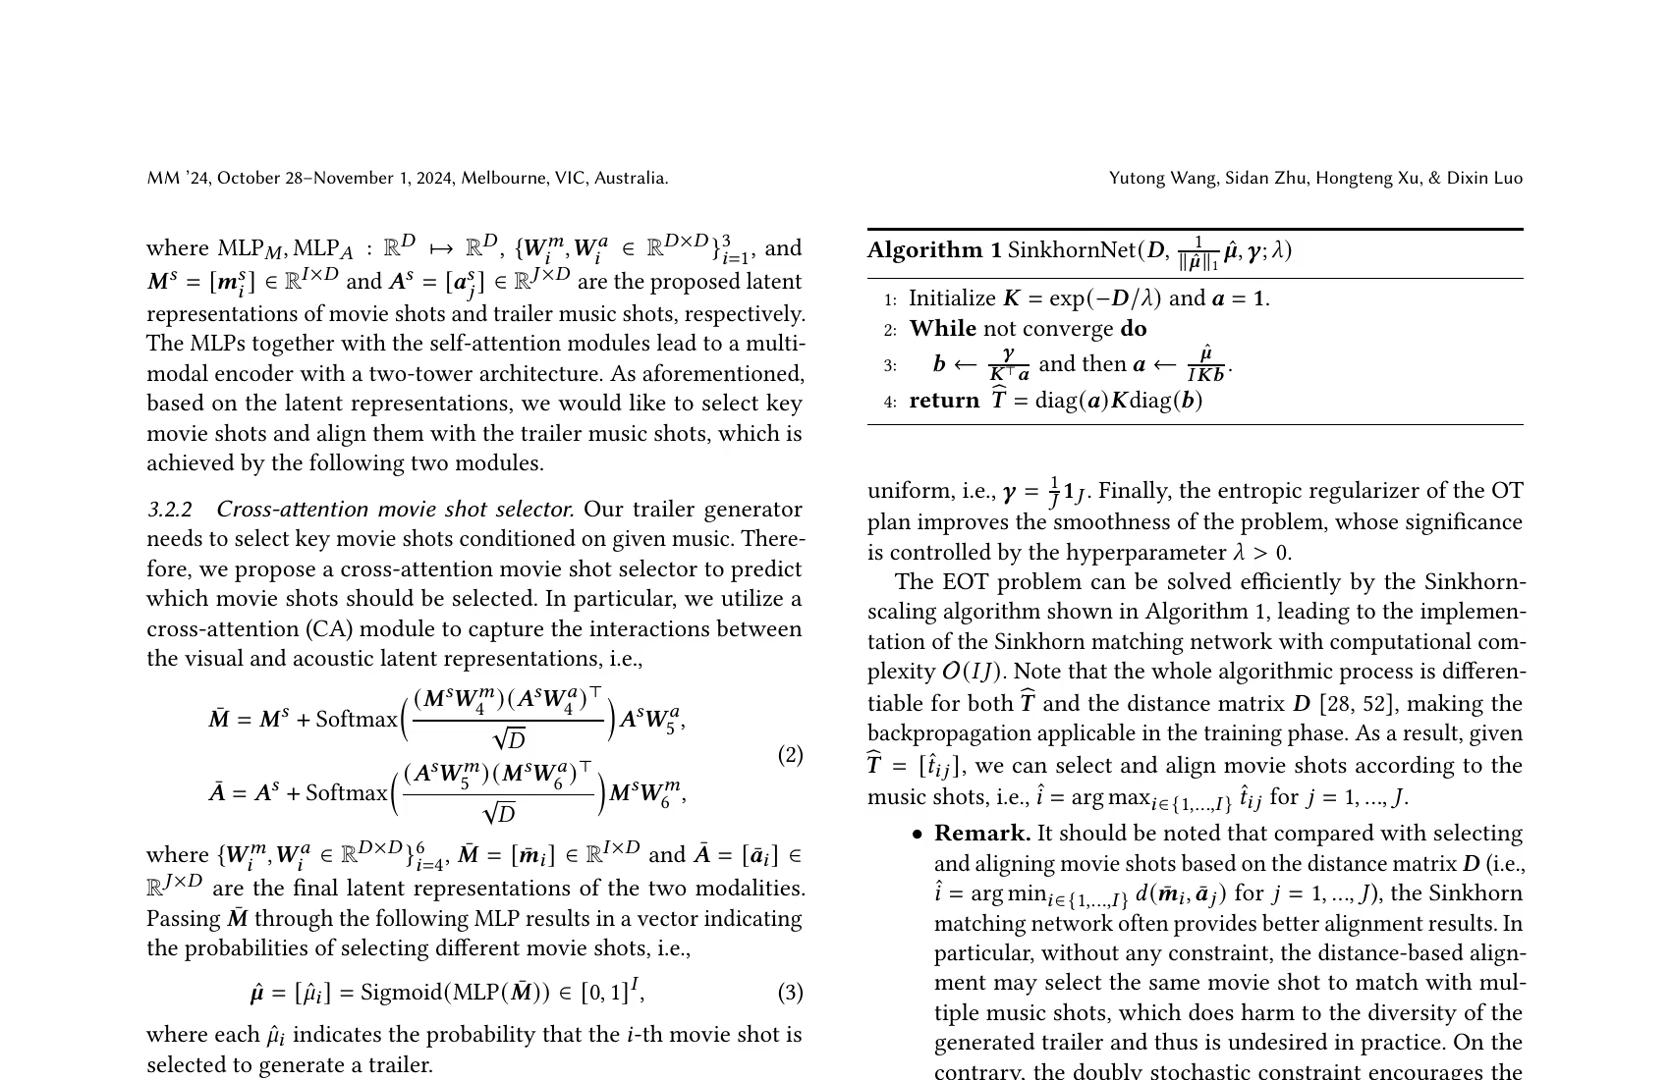 MM ’24, October 28–November 1, 2024, Melbourne, VIC, Australia.
Yutong Wang, Sidan Zhu, Hongteng Xu, & Dixin Luo
where MLP_M, MLP_A : ℝ^D ↦ ℝ^D, {W_i^m, W_i^a ∈ ℝ^{D×D}}_{i=1}^3, and
M^s = [m_i^s] ∈ ℝ^{I×D} and A^s = [a_j^s] ∈ ℝ^{J×D} are the proposed latent
representations of movie shots and trailer music shots, respectively.
The MLPs together with the self-attention modules lead to a multi-
modal encoder with a two-tower architecture. As aforementioned,
based on the latent representations, we would like to select key
movie shots and align them with the trailer music shots, which is
achieved by the following two modules.
3.2.2 Cross-attention movie shot selector. Our trailer generator
needs to select key movie shots conditioned on given music. There-
fore, we propose a cross-attention movie shot selector to predict
which movie shots should be selected. In particular, we utilize a
cross-attention (CA) module to capture the interactions between
the visual and acoustic latent representations, i.e.,
M̄ = M^s + Softmax((M^s W_4^m)(A^s W_4^a)^⊤ / √D) A^s W_5^a,
Ā = A^s + Softmax((A^s W_5^m)(M^s W_6^a)^⊤ / √D) M^s W_6^m,
(2)
where {W_i^m, W_i^a ∈ ℝ^{D×D}}_{i=4}^6, M̄ = [m̄_i] ∈ ℝ^{I×D} and Ā = [ā_i] ∈
ℝ^{J×D} are the final latent representations of the two modalities.
Passing M̄ through the following MLP results in a vector indicating
the probabilities of selecting different movie shots, i.e.,
μ̂ = [μ̂_i] = Sigmoid(MLP(M̄)) ∈ [0, 1]^I, (3)
where each μ̂_i indicates the probability that the i-th movie shot is
selected to generate a trailer.
Algorithm 1 SinkhornNet(D, 1/‖μ̂‖_1 μ̂, γ; λ)
1: Initialize K = exp(−D/λ) and a = 1.
2: While not converge do
3: b ← γ/(K^⊤ a) and then a ← μ̂/(IKb).
4: return T̂ = diag(a)Kdiag(b)
uniform, i.e., γ = 1/J 1_J. Finally, the entropic regularizer of the OT
plan improves the smoothness of the problem, whose significance
is controlled by the hyperparameter λ > 0.
The EOT problem can be solved efficiently by the Sinkhorn-
scaling algorithm shown in Algorithm 1, leading to the implemen-
tation of the Sinkhorn matching network with computational com-
plexity O(IJ). Note that the whole algorithmic process is differen-
tiable for both T̂ and the distance matrix D [28, 52], making the
backpropagation applicable in the training phase. As a result, given
T̂ = [t̂_{ij}], we can select and align movie shots according to the
music shots, i.e., î = arg max_{i∈{1,...,I}} t̂_{ij} for j = 1, ..., J.
• Remark. It should be noted that compared with selecting
and aligning movie shots based on the distance matrix D (i.e.,
î = arg min_{i∈{1,...,I}} d(m̄_i, ā_j) for j = 1, ..., J), the Sinkhorn
matching network often provides better alignment results. In
particular, without any constraint, the distance-based align-
ment may select the same movie shot to match with mul-
tiple music shots, which does harm to the diversity of the
generated trailer and thus is undesired in practice. On the
contrary, the doubly stochastic constraint encourages the